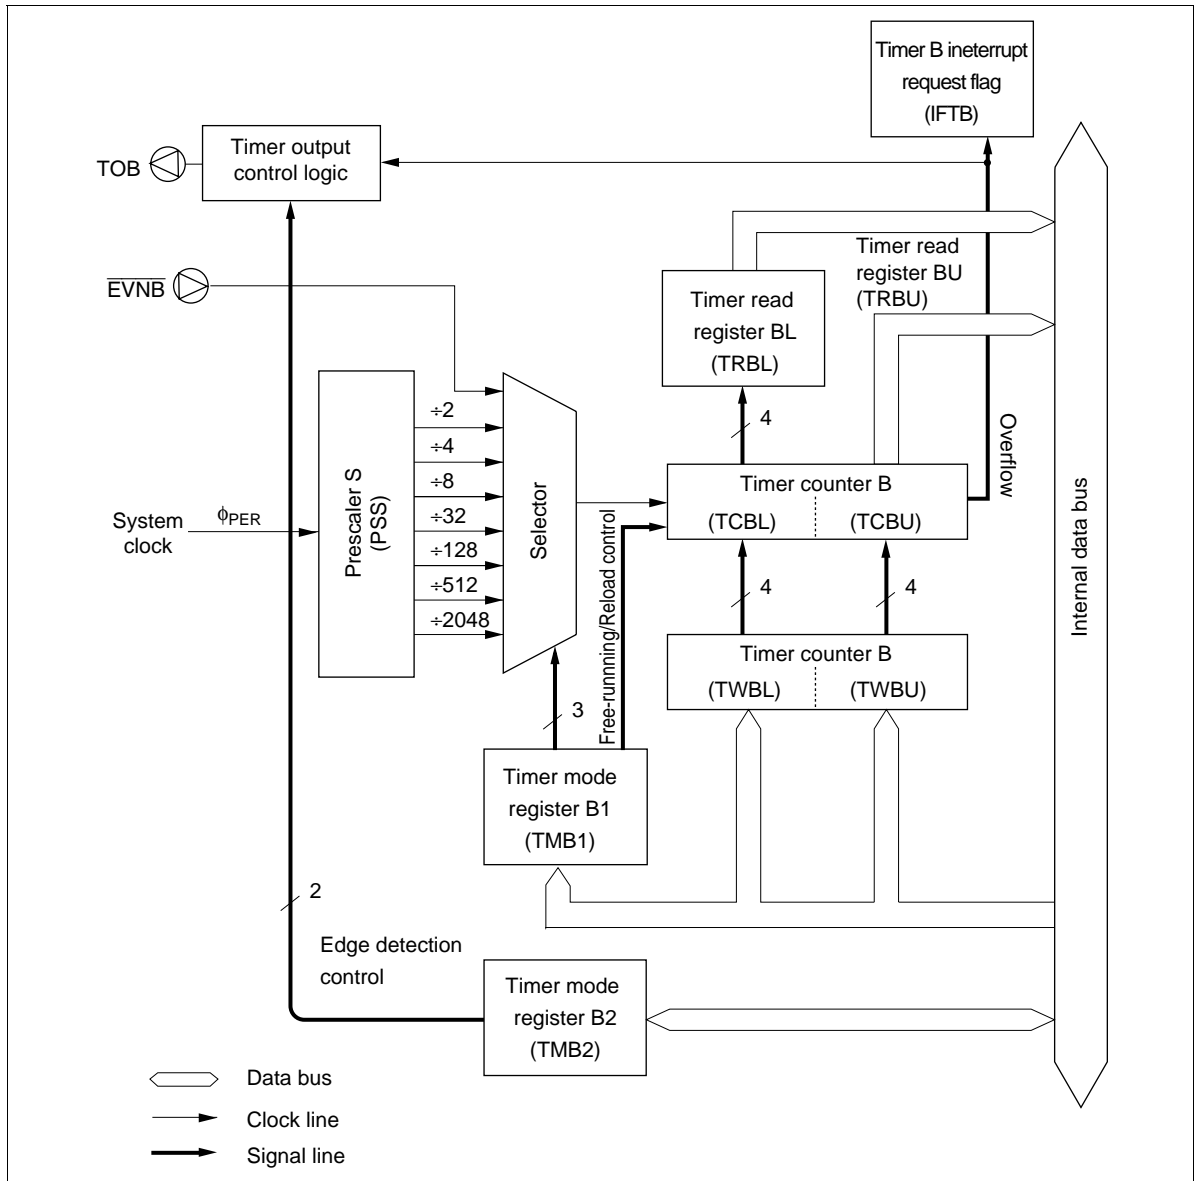 Timer B ineterrupt
request flag
(IFTB)
Timer output
control logic
TOB
EVNB
Timer read
register BU
(TRBU)
Timer read
register BL
(TRBL)
4
Overflow
Internal data bus
System
clock
ϕPER
Prescaler S
(PSS)
÷2
÷4
÷8
÷32
÷128
÷512
÷2048
Selector
Free-runnning/Reload control
Timer counter B
(TCBL)
(TCBU)
4
4
Timer counter B
(TWBL)
(TWBU)
3
Timer mode
register B1
(TMB1)
2
Edge detection
control
Timer mode
register B2
(TMB2)
Data bus
Clock line
Signal line